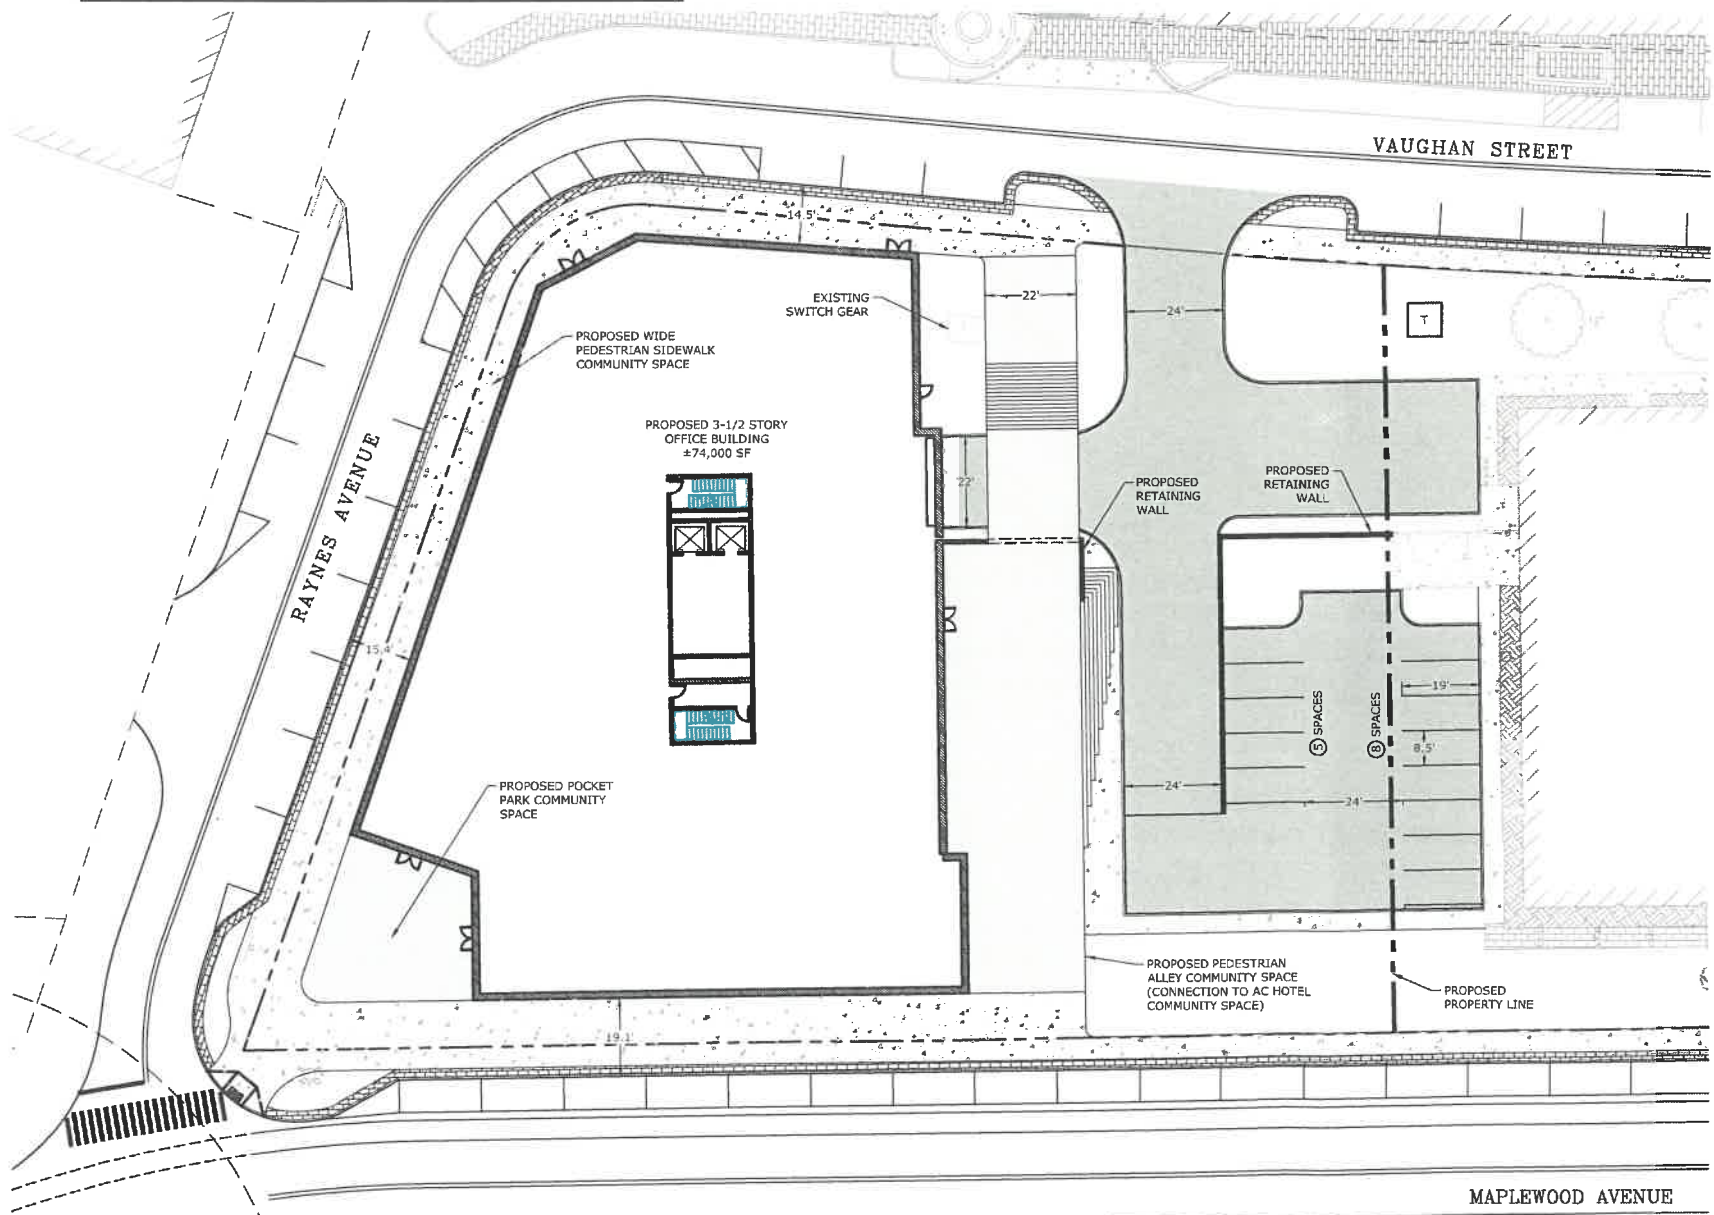 VAUGHAN STREET
14.5'
EXISTING
SWITCH GEAR
22'
24'
T
PROPOSED WIDE
PEDESTRIAN SIDEWALK
COMMUNITY SPACE
PROPOSED 3-1/2 STORY
OFFICE BUILDING
±74,000 SF
RAYNES AVENUE
22'
PROPOSED
RETAINING
WALL
PROPOSED
RETAINING
WALL
15.4'
19'
5 SPACES
8 SPACES
8.5'
24'
24'
PROPOSED POCKET
PARK COMMUNITY
SPACE
PROPOSED PEDESTRIAN
ALLEY COMMUNITY SPACE
(CONNECTION TO AC HOTEL
COMMUNITY SPACE)
PROPOSED
PROPERTY LINE
19.1'
MAPLEWOOD AVENUE